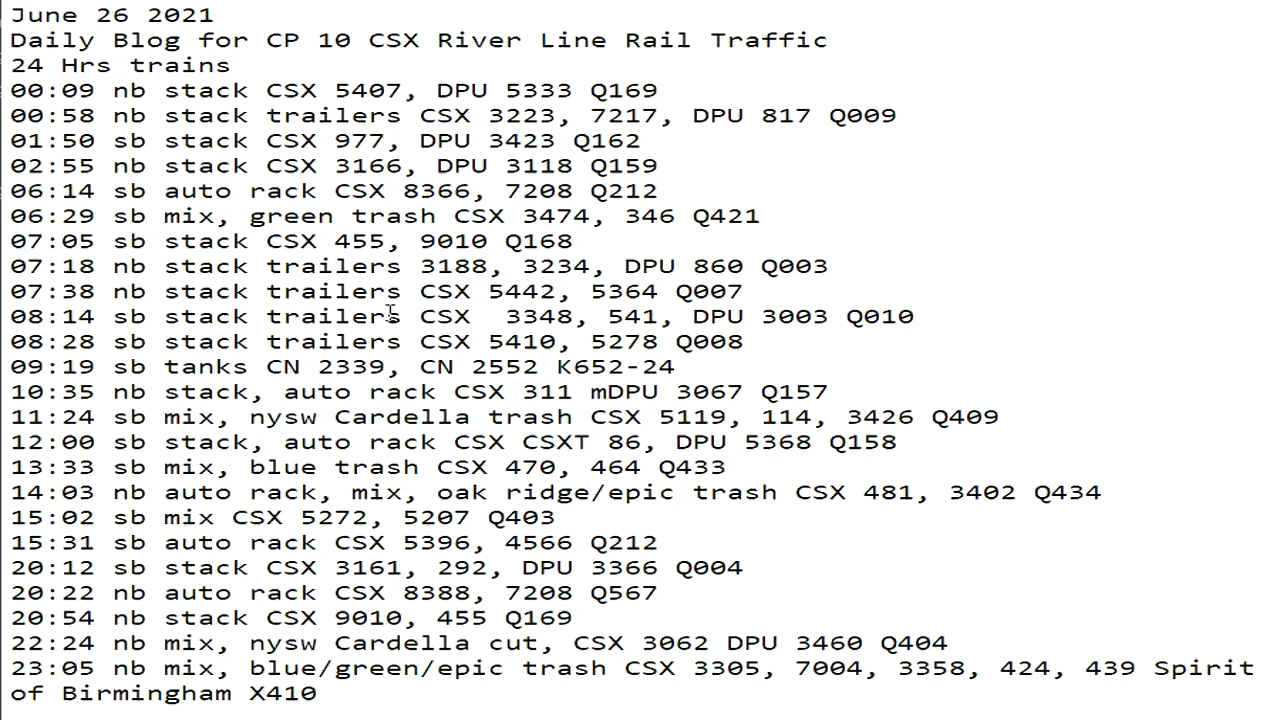 June 26 2021
Daily Blog for CP 10 CSX River Line Rail Traffic
24 Hrs trains
00:09 nb stack CSX 5407, DPU 5333 Q169
00:58 nb stack trailers CSX 3223, 7217, DPU 817 Q009
01:50 sb stack CSX 977, DPU 3423 Q162
02:55 nb stack CSX 3166, DPU 3118 Q159
06:14 sb auto rack CSX 8366, 7208 Q212
06:29 sb mix, green trash CSX 3474, 346 Q421
07:05 sb stack CSX 455, 9010 Q168
07:18 nb stack trailers 3188, 3234, DPU 860 Q003
07:38 nb stack trailers CSX 5442, 5364 Q007
08:14 sb stack trailers CSX  3348, 541, DPU 3003 Q010
08:28 sb stack trailers CSX 5410, 5278 Q008
09:19 sb tanks CN 2339, CN 2552 K652-24
10:35 nb stack, auto rack CSX 311 mDPU 3067 Q157
11:24 sb mix, nysw Cardella trash CSX 5119, 114, 3426 Q409
12:00 sb stack, auto rack CSX CSXT 86, DPU 5368 Q158
13:33 sb mix, blue trash CSX 470, 464 Q433
14:03 nb auto rack, mix, oak ridge/epic trash CSX 481, 3402 Q434
15:02 sb mix CSX 5272, 5207 Q403
15:31 sb auto rack CSX 5396, 4566 Q212
20:12 sb stack CSX 3161, 292, DPU 3366 Q004
20:22 nb auto rack CSX 8388, 7208 Q567
20:54 nb stack CSX 9010, 455 Q169
22:24 nb mix, nysw Cardella cut, CSX 3062 DPU 3460 Q404
23:05 nb mix, blue/green/epic trash CSX 3305, 7004, 3358, 424, 439 Spirit
of Birmingham X410